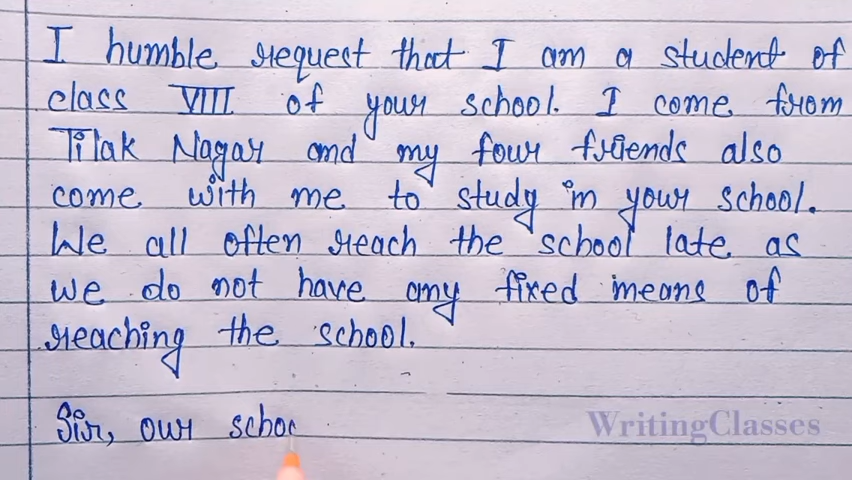 I humble request that I am a student of
class VIII of your school. I come from
Tilak Nagar and my four friends also
come with me to study in your school.
We all often reach the school late as
we do not have any fixed means of
reaching the school.
Sir, our schoo
WritingClasses